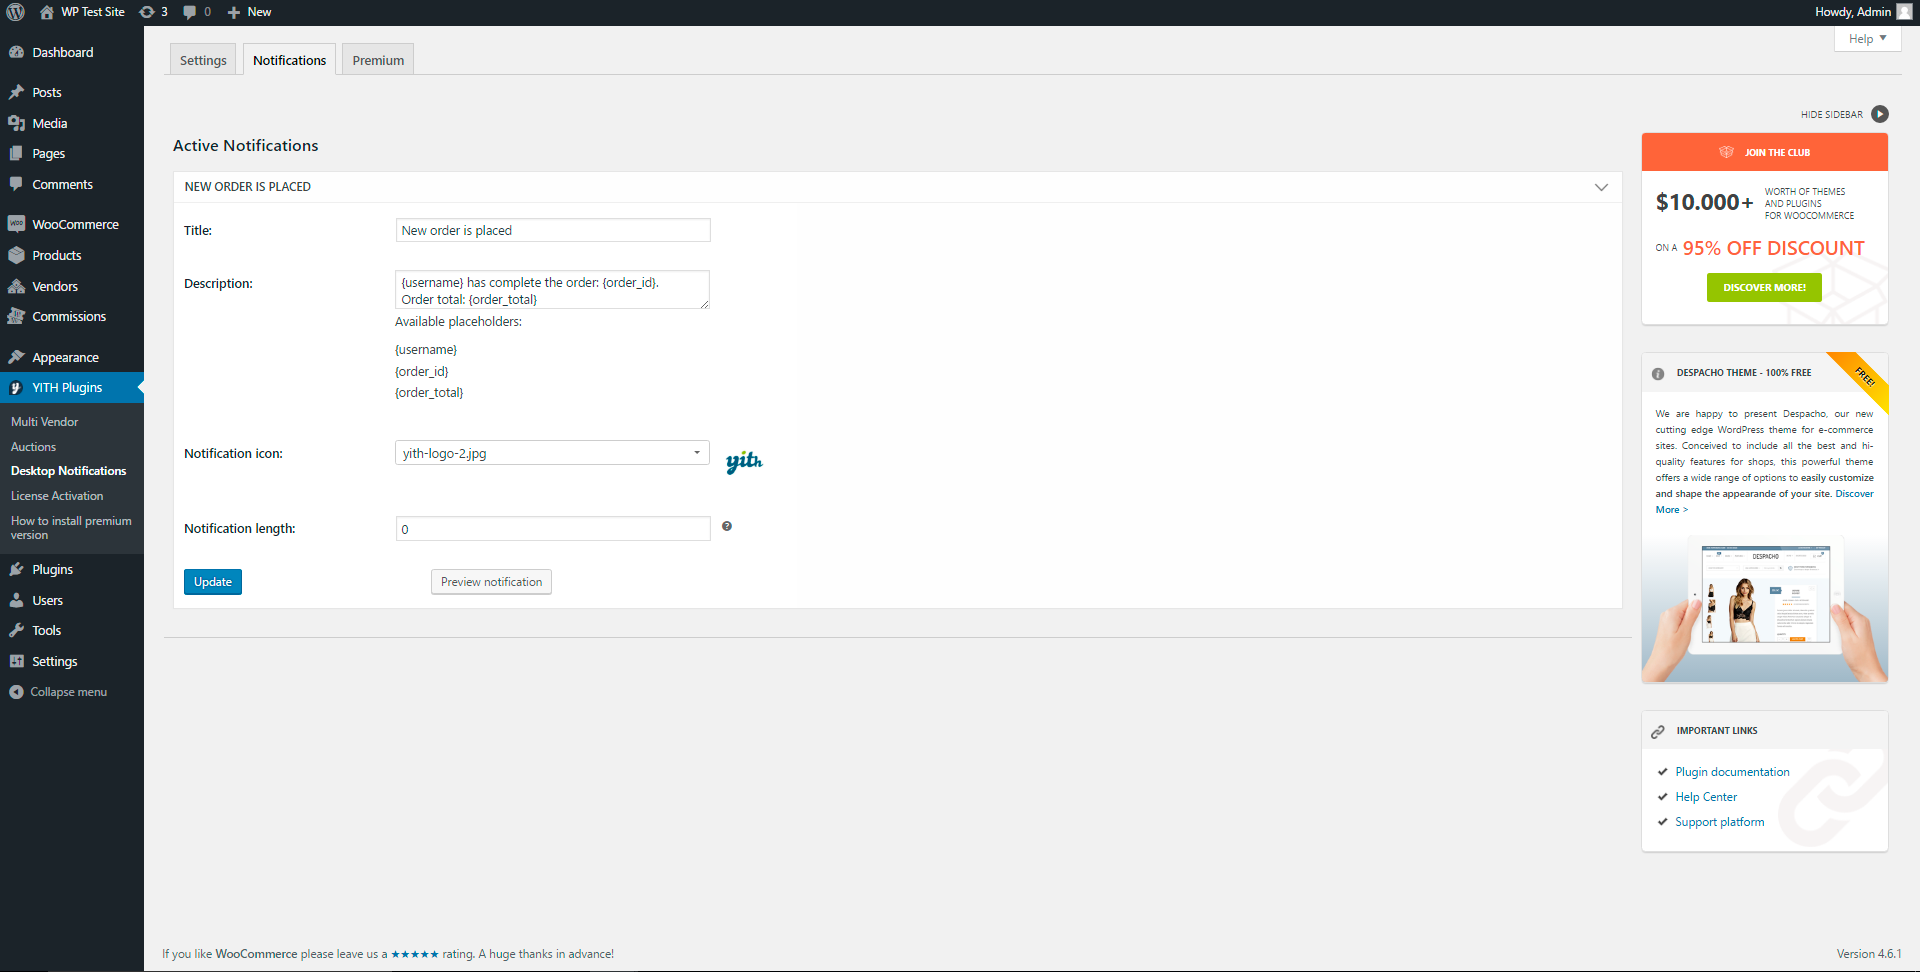 WP Test Site 3 0 New
Howdy, Admin
Dashboard
Posts
Media
Pages
Comments
WooCommerce
Products
Vendors
Commissions
Appearance
YITH Plugins
Multi Vendor
Auctions
Desktop Notifications
License Activation
How to install premium
version
Plugins
Users
Tools
Settings
Collapse menu
Help
Settings Notifications Premium
HIDE SIDEBAR
Active Notifications
NEW ORDER IS PLACED
Title: New order is placed
Description: {username} has complete the order: {order_id}.
Order total: {order_total}
Available placeholders:
{username}
{order_id}
{order_total}
Notification icon: yith-logo-2.jpg yith
Notification length: 0
Update Preview notification
JOIN THE CLUB
$10.000+
WORTH OF THEMES
AND PLUGINS
FOR WOOCOMMERCE
ON A 95% OFF DISCOUNT
DISCOVER MORE!
DESPACHO THEME - 100% FREE
FREE!
We are happy to present Despacho, our new
cutting edge WordPress theme for e-commerce
sites. Conceived to include all the best and hi-
quality features for shops, this powerful theme
offers a wide range of options to easily customize
and shape the appearande of your site. Discover
More >
DESPACHO
IMPORTANT LINKS
Plugin documentation
Help Center
Support platform
If you like WooCommerce please leave us a ★★★★★ rating. A huge thanks in advance!
Version 4.6.1